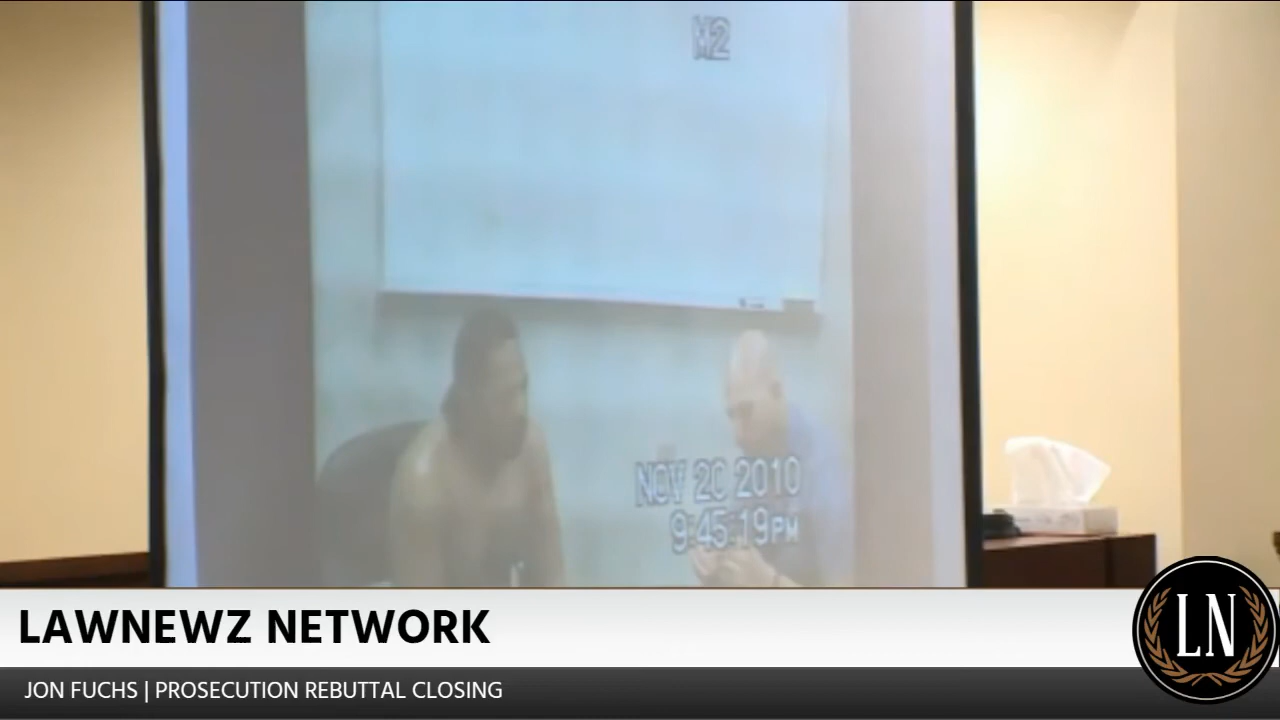 M2
NOV 20 2010
9:45:19PM
LAWNEWZ NETWORK
LN
JON FUCHS | PROSECUTION REBUTTAL CLOSING